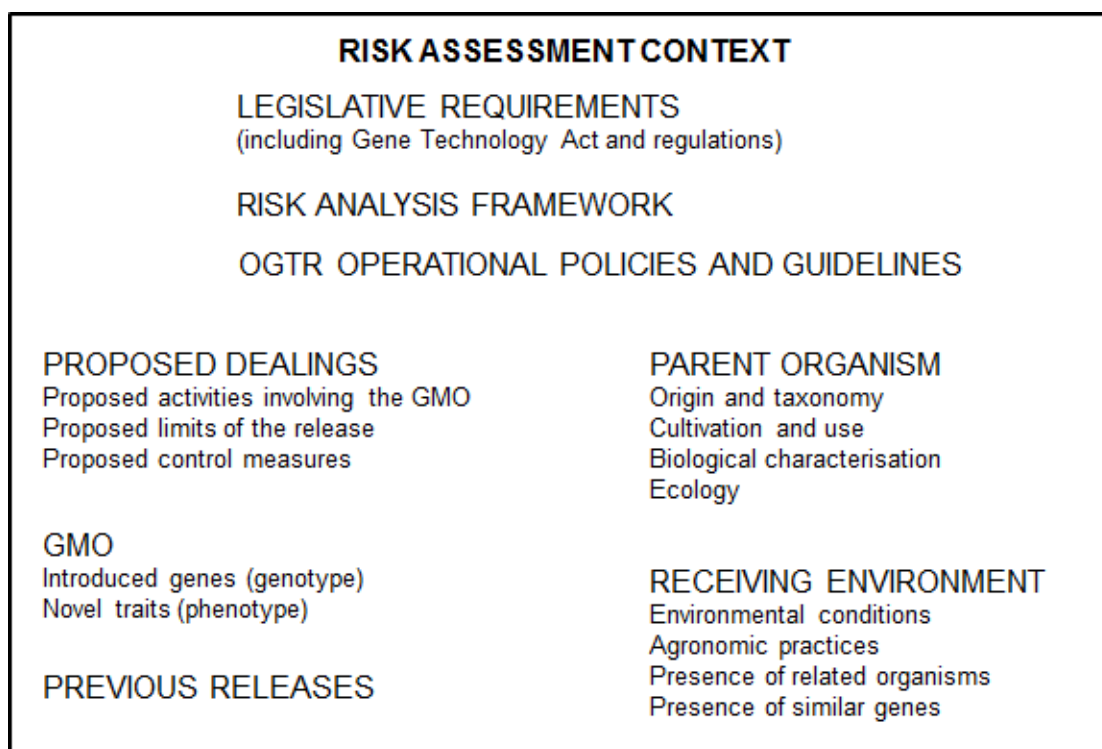 RISK ASSESSMENT CONTEXT
LEGISLATIVE REQUIREMENTS
(including Gene Technology Act and regulations)
RISK ANALYSIS FRAMEWORK
OGTR OPERATIONAL POLICIES AND GUIDELINES
PROPOSED DEALINGS
Proposed activities involving the GMO
Proposed limits of the release
Proposed control measures
GMO
Introduced genes (genotype)
Novel traits (phenotype)
PREVIOUS RELEASES
PARENT ORGANISM
Origin and taxonomy
Cultivation and use
Biological characterisation
Ecology
RECEIVING ENVIRONMENT
Environmental conditions
Agronomic practices
Presence of related organisms
Presence of similar genes